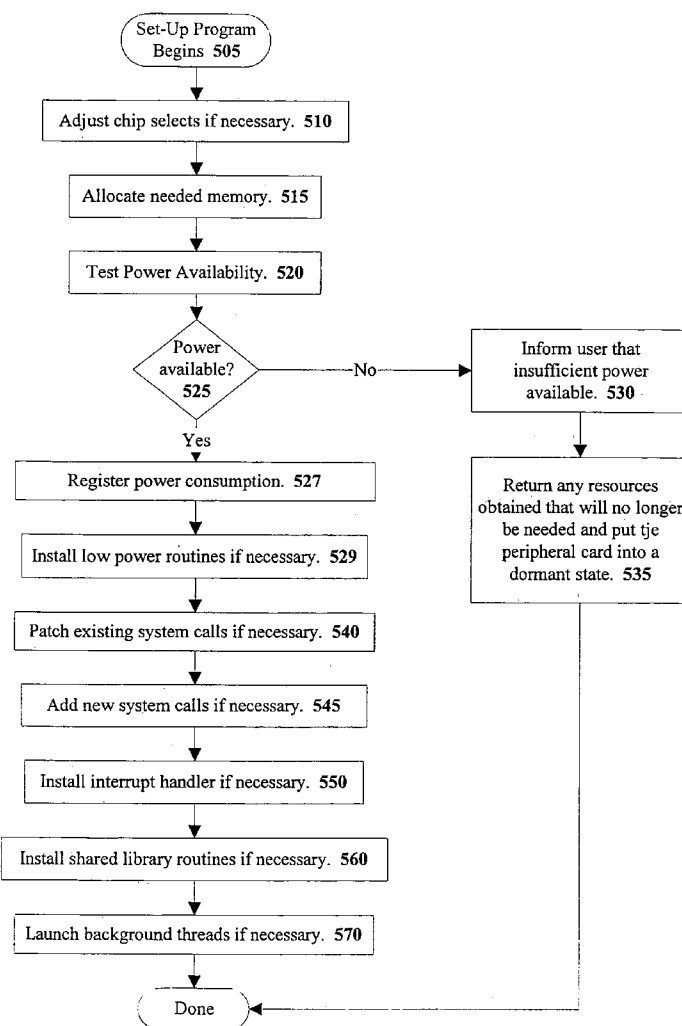 Set-Up Program
Begins 505
Adjust chip selects if necessary. 510
Allocate needed memory. 515
Test Power Availability. 520
Power
available?
525
No
Inform user that
insufficient power
available. 530
Yes
Register power consumption. 527
Return any resources
obtained that will no longer
be needed and put tje
peripheral card into a
dormant state. 535
Install low power routines if necessary. 529
Patch existing system calls if necessary. 540
Add new system calls if necessary. 545
Install interrupt handler if necessary. 550
Install shared library routines if necessary. 560
Launch background threads if necessary. 570
Done